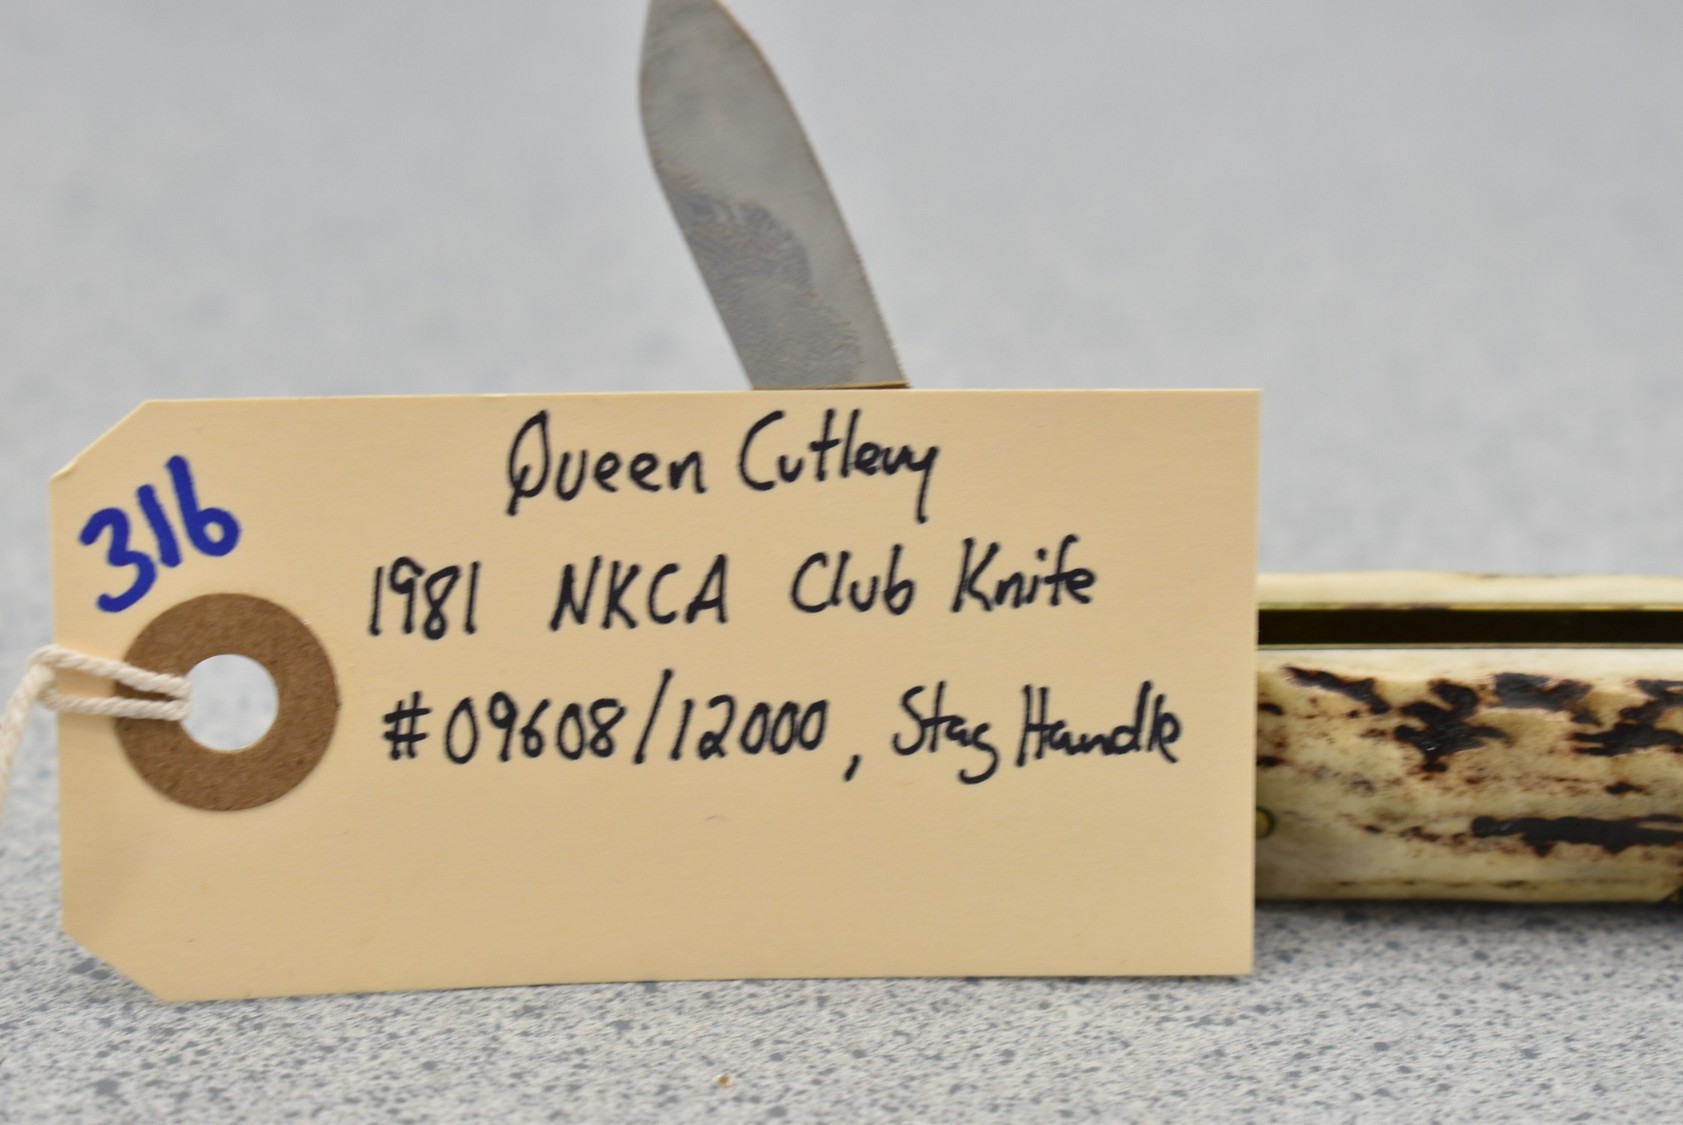 316
Queen Cutlery
1981 NKCA Club Knife
#09608/12000, Stag Handle